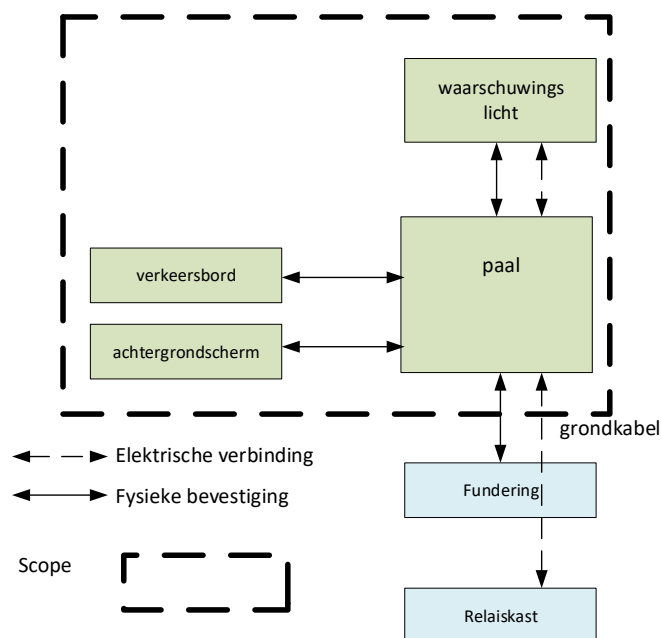 waarschuwings
licht
paal
verkeersbord
achtergrondscherm
grondkabel
Elektrische verbinding
Fysieke bevestiging
Fundering
Scope
Relaiskast